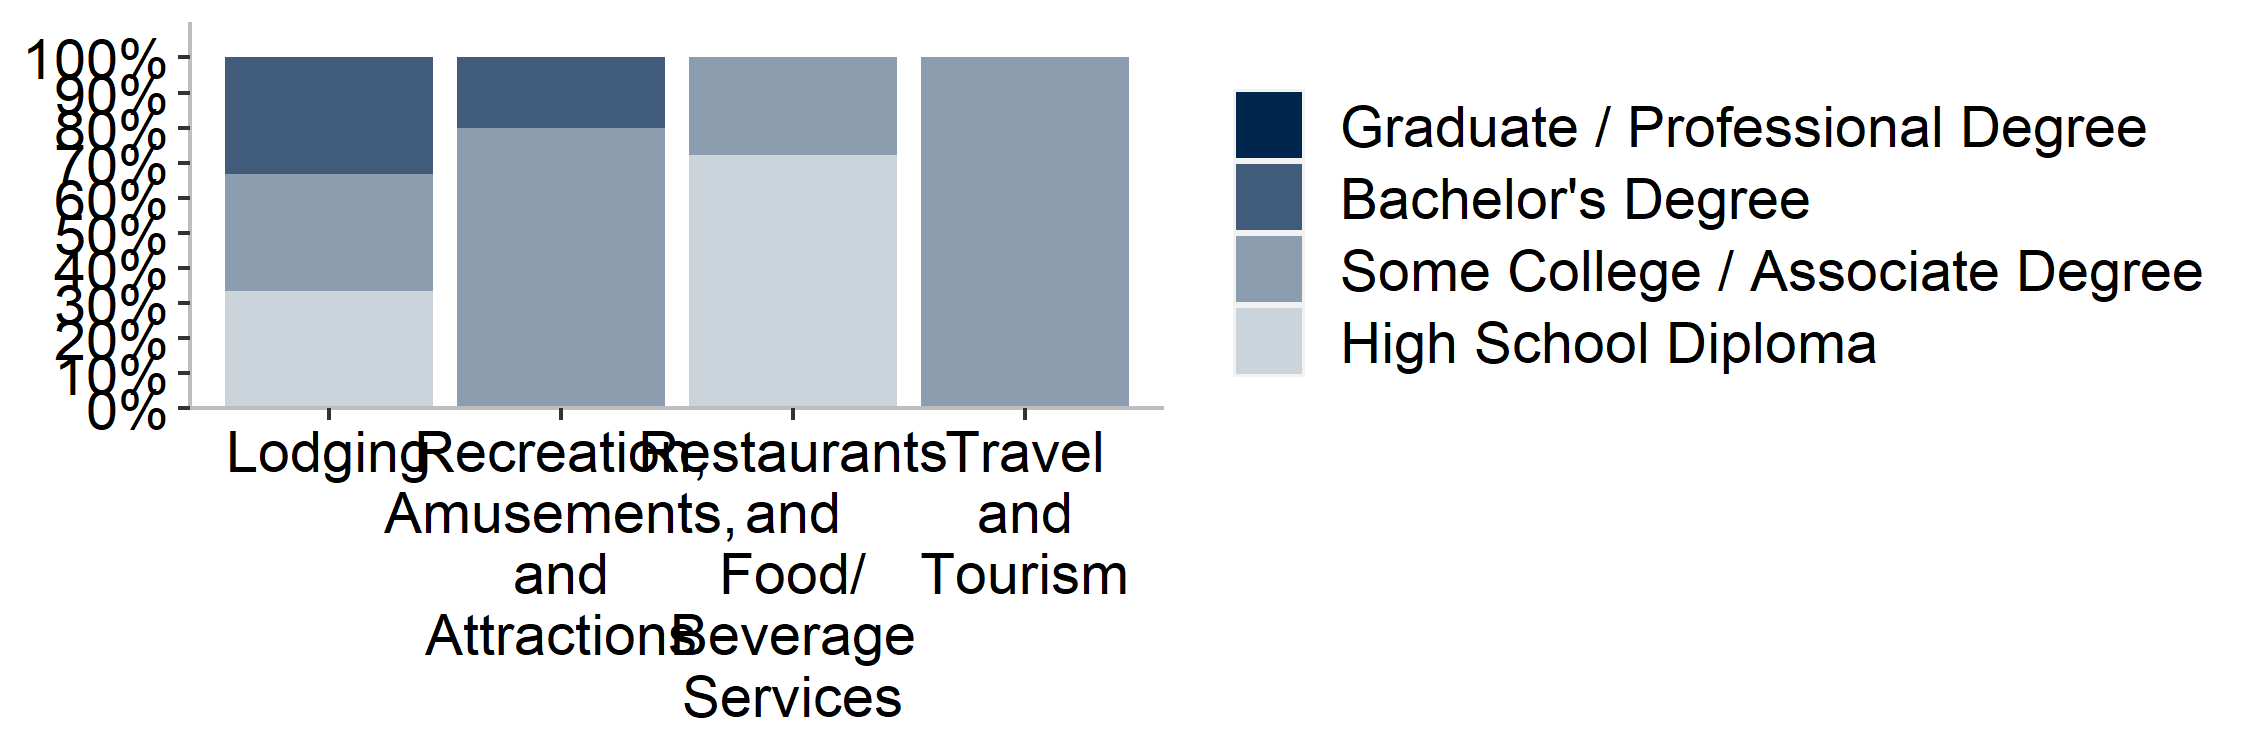 100%
90%
80%
70%
60%
50%
40%
30%
20%
10%
0%
Lodging
Recreation,
Amusements,
and
Attractions
Restaurants
and
Food/
Beverage
Services
Travel
and
Tourism
Graduate / Professional Degree
Bachelor's Degree
Some College / Associate Degree
High School Diploma